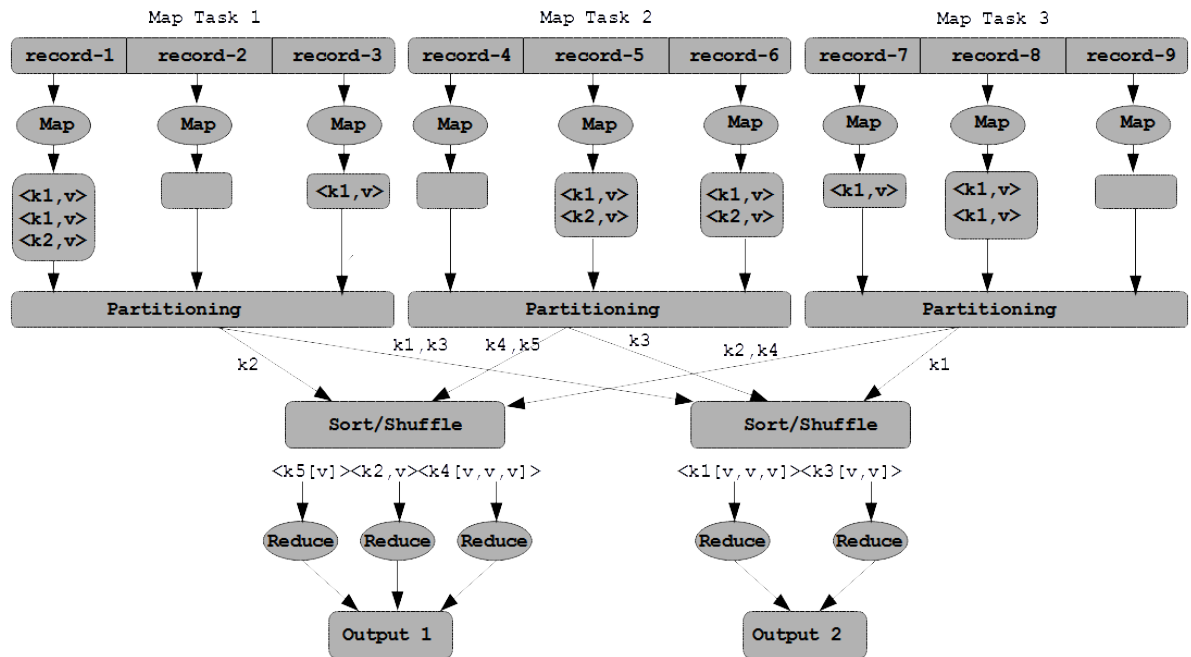 Map Task 1
Map Task 2
Map Task 3
record-1 record-2 record-3
record-4 record-5 record-6
record-7 record-8 record-9
Map Map Map Map Map Map Map Map Map
<k1,v>
<k1,v>
<k2,v>
<k1,v>
<k1,v>
<k2,v>
<k1,v>
<k2,v>
<k1,v>
<k1,v>
<k1,v>
Partitioning
Partitioning
Partitioning
k2
k1,k3
k4,k5
k3
k2,k4
k1
Sort/Shuffle
Sort/Shuffle
<k5[v]><k2,v><k4[v,v,v]>
<k1[v,v,v]><k3[v,v]>
Reduce Reduce Reduce
Reduce Reduce
Output 1
Output 2